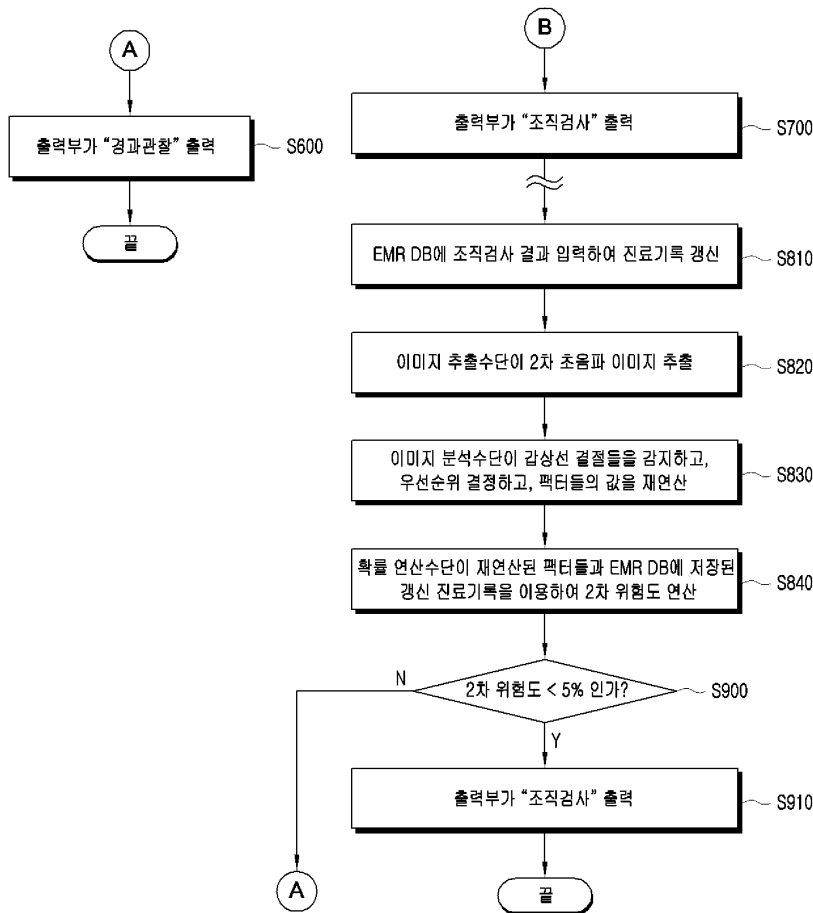 A
출력부가 “경과관찰” 출력
S600
끝
B
출력부가 “조직검사” 출력
S700
EMR DB에 조직검사 결과 입력하여 진료기록 갱신
S810
이미지 추출수단이 2차 초음파 이미지 추출
S820
이미지 분석수단이 갑상선 결절들을 감지하고,
우선순위 결정하고, 팩터들의 값을 재연산
S830
확률 연산수단이 재연산된 팩터들과 EMR DB에 저장된
갱신 진료기록을 이용하여 2차 위험도 연산
S840
2차 위험도 < 5% 인가?
S900
N
Y
출력부가 “조직검사” 출력
S910
A
끝